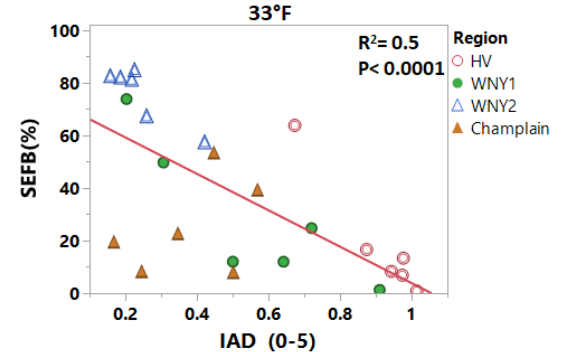 33°F
100
80
60
40
20
0
SEFB(%)
R²= 0.5
P< 0.0001
Region
HV
WNY1
WNY2
Champlain
0.2
0.4
0.6
0.8
1
IAD (0-5)